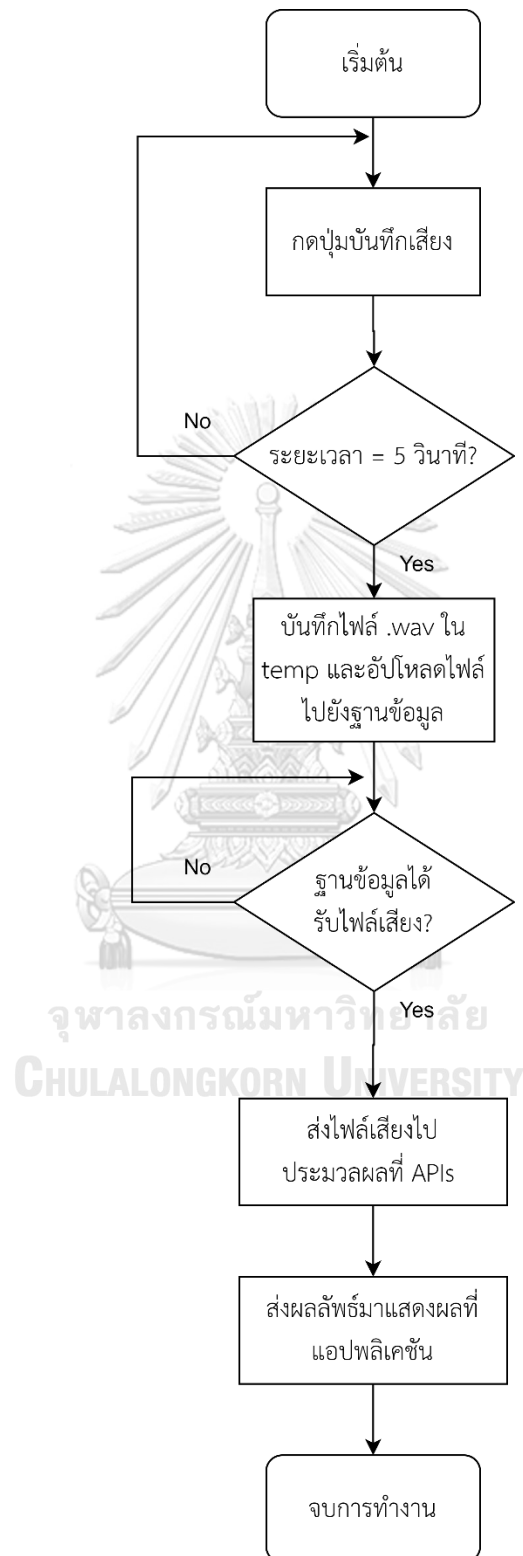 เริ่มต้น
กดปุ่มบันทึกเสียง
No
ระยะเวลา = 5 วินาที?
Yes
บันทึกไฟล์ .wav ใน
temp และอัปโหลดไฟล์
ไปยังฐานข้อมูล
No
ฐานข้อมูลได้
รับไฟล์เสียง?
Yes
จุฬาลงกรณ์มหาวิทยาลัย
CHULALONGKORN UNIVERSITY
ส่งไฟล์เสียงไป
ประมวลผลที่ APIs
ส่งผลลัพธ์มาแสดงผลที่
แอปพลิเคชัน
จบการทำงาน